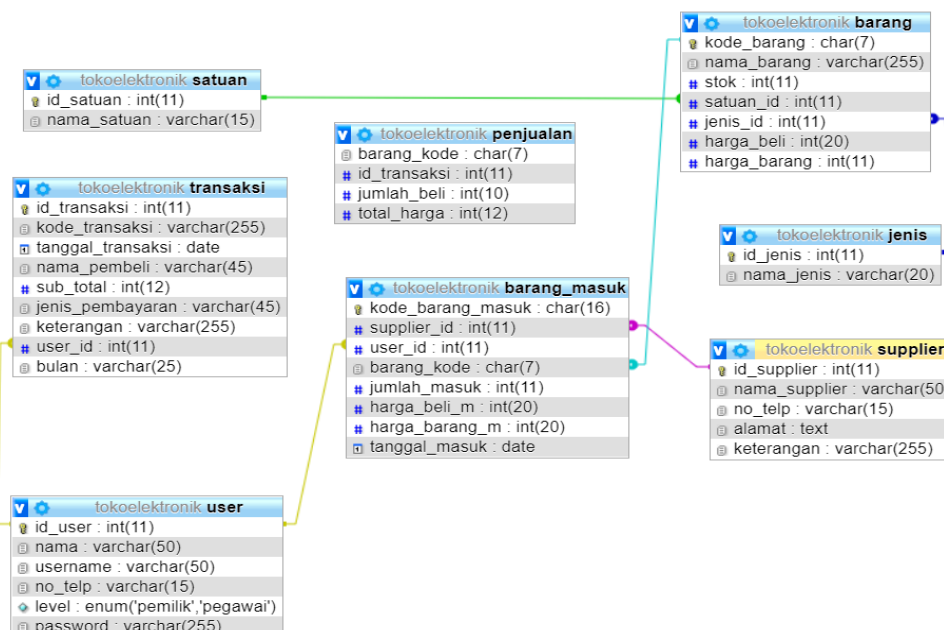 tokoelektronik satuan
id_satuan : int(11)
nama_satuan : varchar(15)
tokoelektronik transaksi
id_transaksi : int(11)
kode_transaksi : varchar(255)
tanggal_transaksi : date
nama_pembeli : varchar(45)
sub_total : int(12)
jenis_pembayaran : varchar(45)
keterangan : varchar(255)
user_id : int(11)
bulan : varchar(25)
tokoelektronik user
id_user : int(11)
nama : varchar(50)
username : varchar(50)
no_telp : varchar(15)
level : enum('pemilik','pegawai')
password : varchar(255)
tokoelektronik penjualan
barang_kode : char(7)
id_transaksi : int(11)
jumlah_beli : int(10)
total_harga : int(12)
tokoelektronik barang_masuk
kode_barang_masuk : char(16)
supplier_id : int(11)
user_id : int(11)
barang_kode : char(7)
jumlah_masuk : int(11)
harga_beli_m : int(20)
harga_barang_m : int(20)
tanggal_masuk : date
tokoelektronik barang
kode_barang : char(7)
nama_barang : varchar(255)
stok : int(11)
satuan_id : int(11)
jenis_id : int(11)
harga_beli : int(20)
harga_barang : int(11)
tokoelektronik jenis
id_jenis : int(11)
nama_jenis : varchar(20)
tokoelektronik supplier
id_supplier : int(11)
nama_supplier : varchar(50
no_telp : varchar(15)
alamat : text
keterangan : varchar(255)